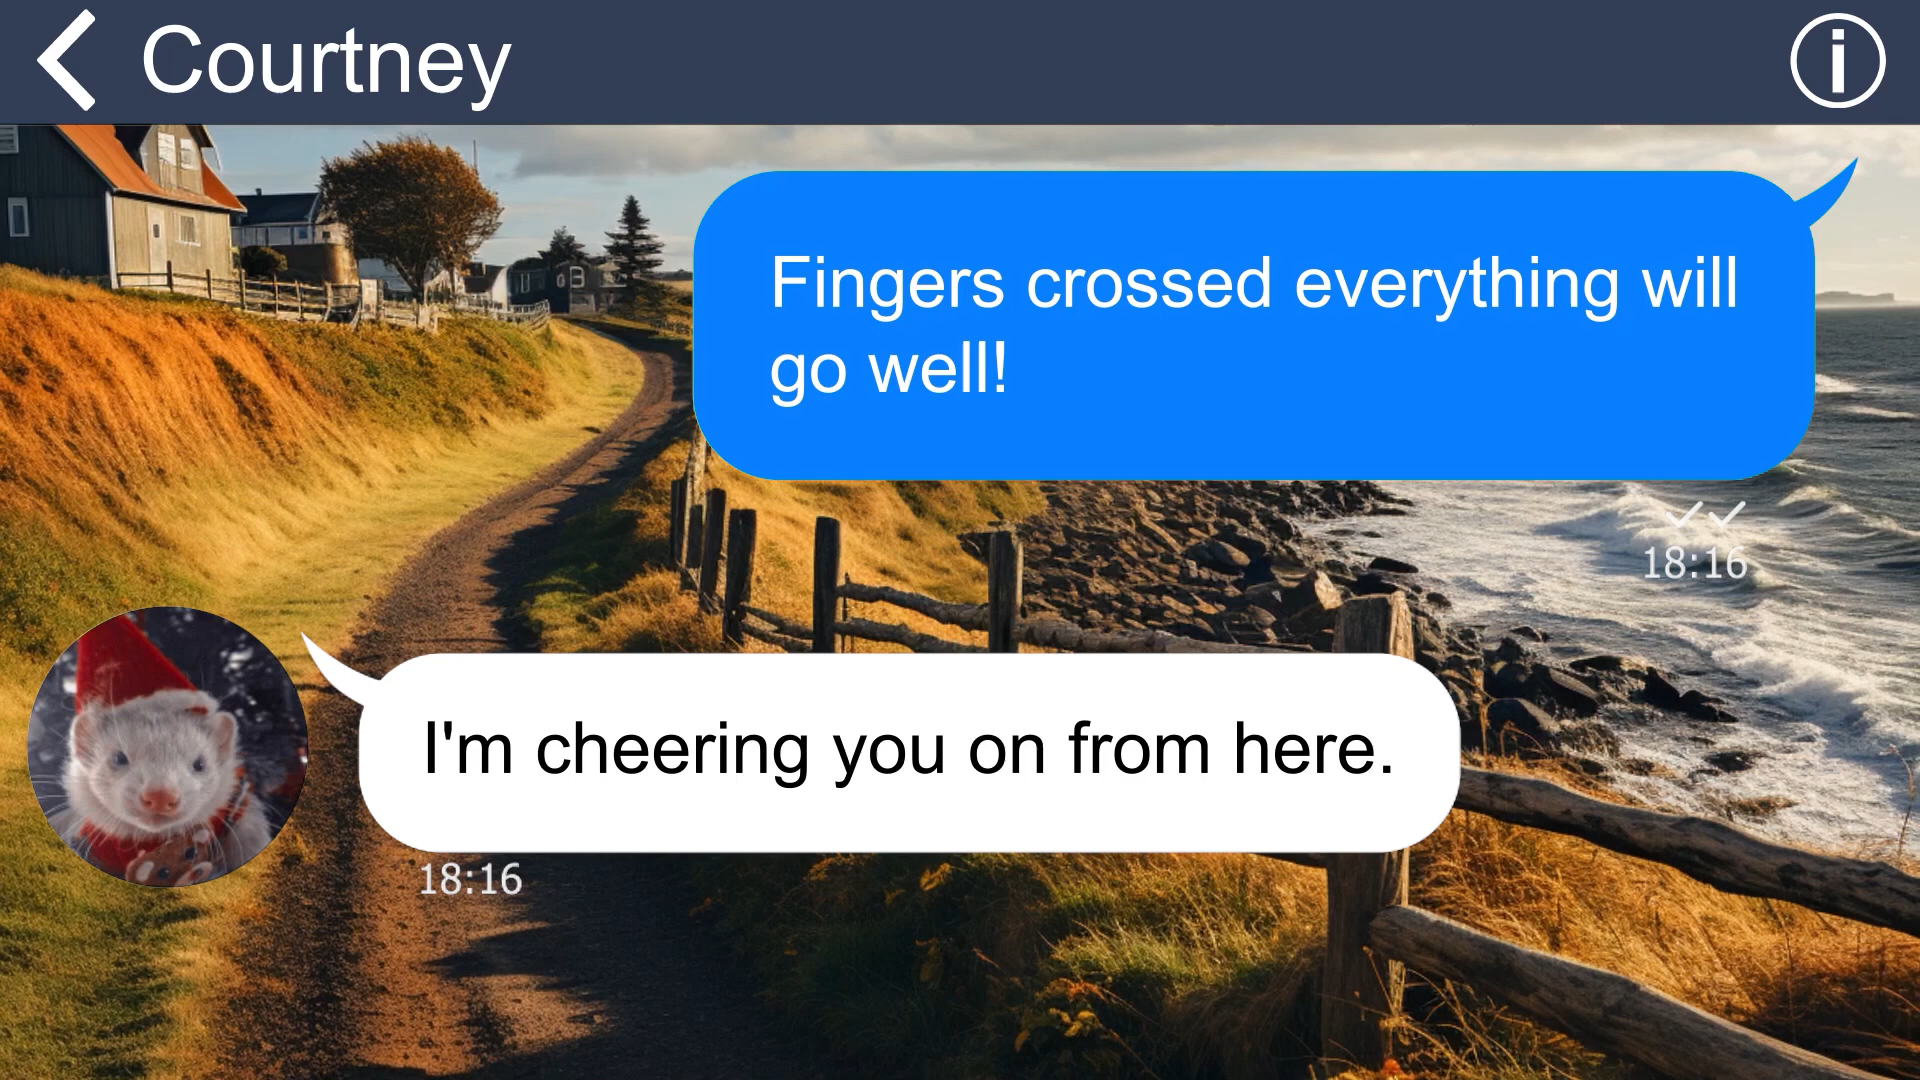 Courtney
Fingers crossed everything will
go well!
18:16
I'm cheering you on from here.
18:16